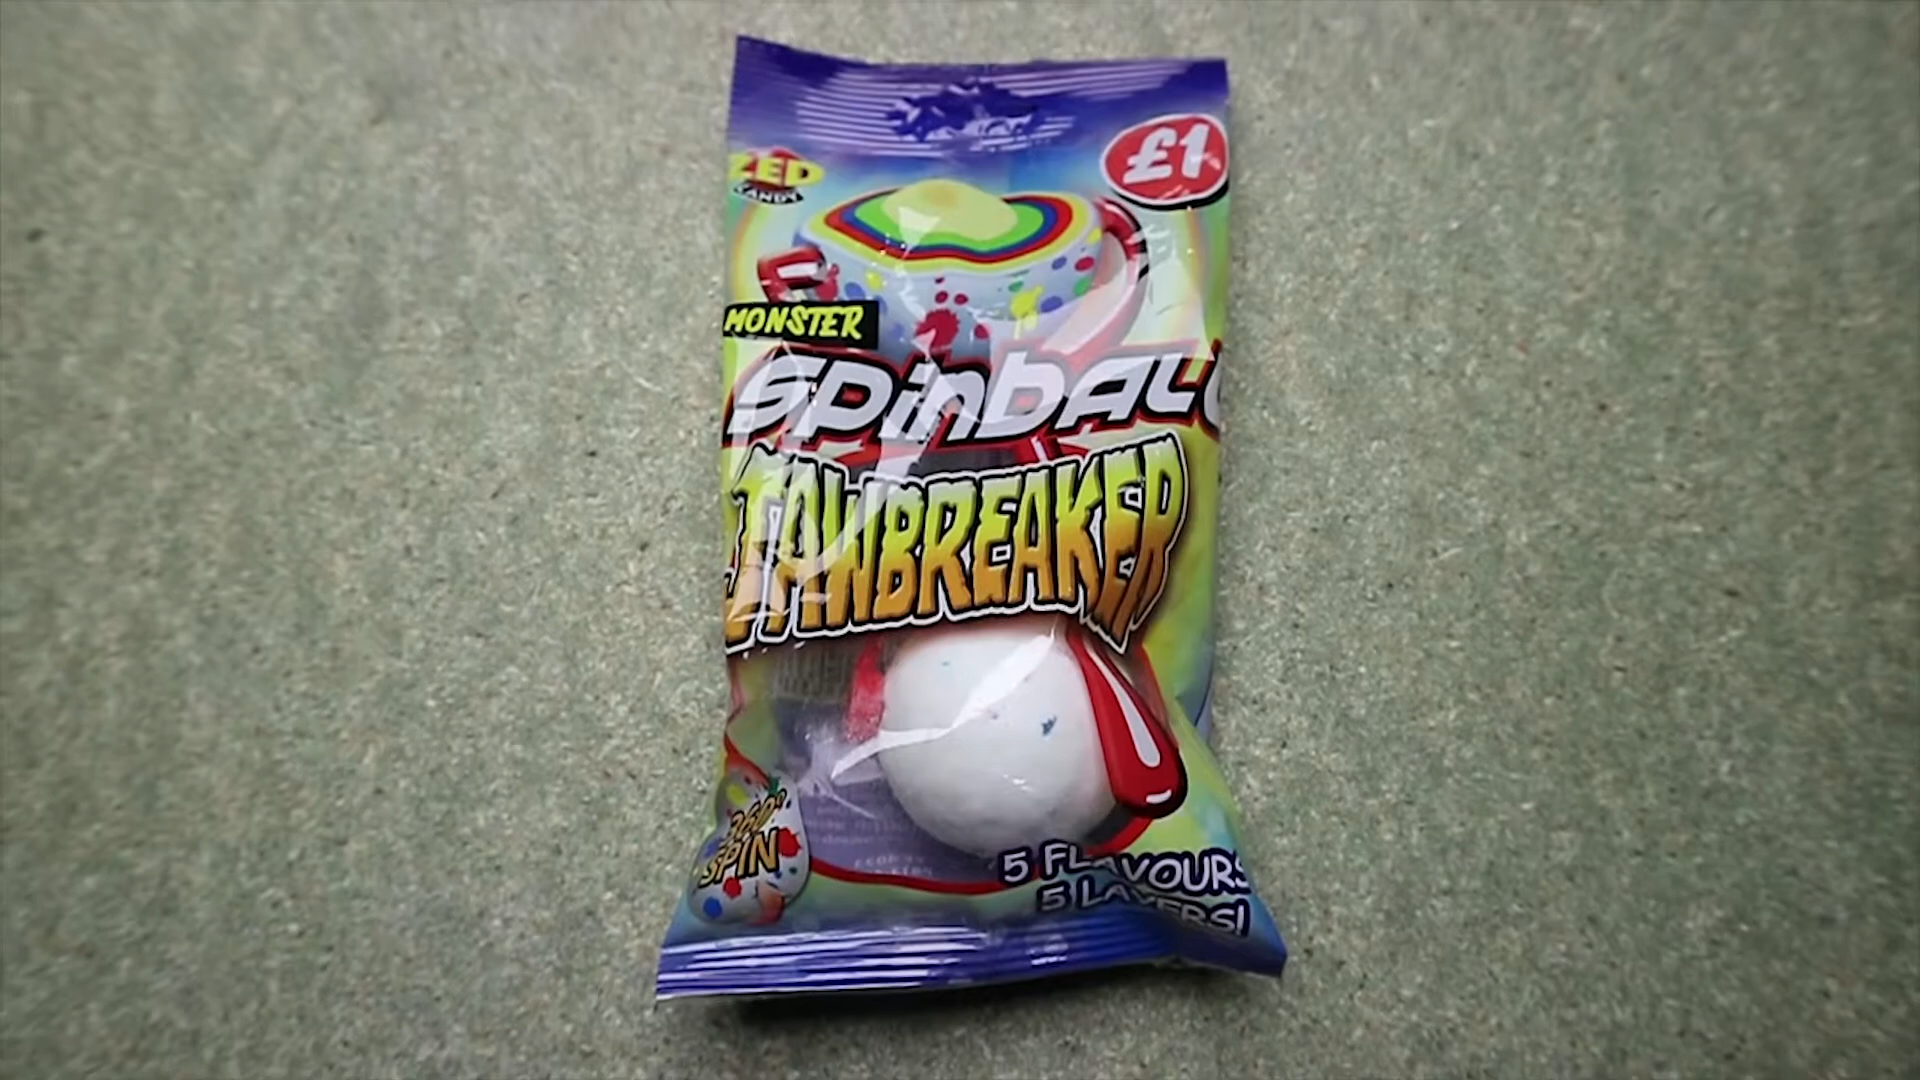 ZED
CANDY
£1
MONSTER
SpinBALL
JAWBREAKER
360°
SPIN
5 FLAVOURS
5 LAYERS!